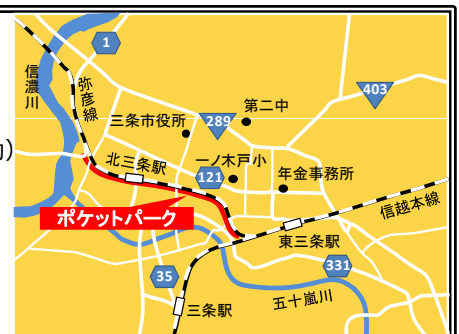 1
信濃川
弥彦線
403
第二中
289
三条市役所
北三条駅
一ノ木戸小
121
年金事務所
信越本線
ポケットパーク
東三条駅
331
35
三条駅
五十嵐川